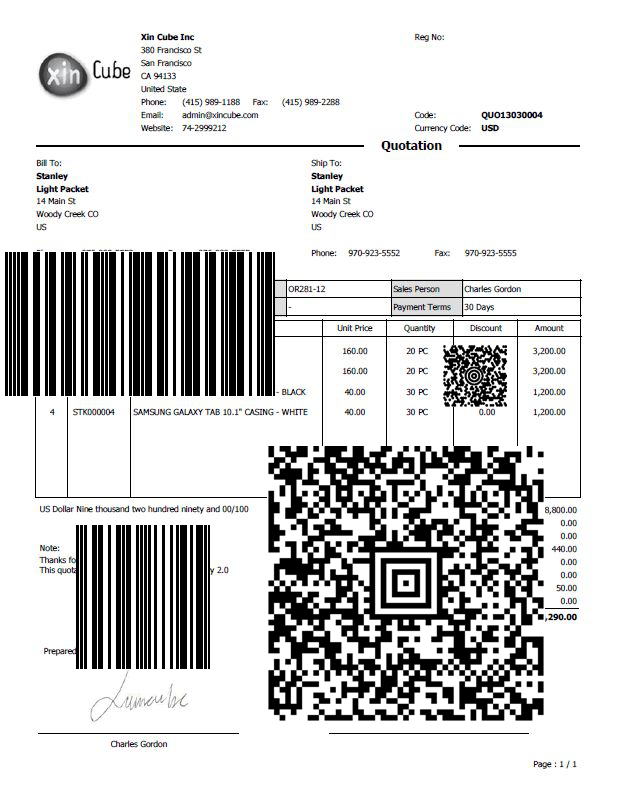 xin Cube
Xin Cube Inc
Reg No:
380 Francisco St
San Francisco
CA 94133
United State
Phone: (415) 989-1188 Fax: (415) 989-2288
Email: admin@xincube.com
Code: QUO13030004
Website: 74-2999212
Currency Code: USD
Quotation
Bill To:
Stanley
Light Packet
14 Main St
Woody Creek CO
US
Ship To:
Stanley
Light Packet
14 Main St
Woody Creek CO
US
Phone: 970-923-5552 Fax: 970-923-5555
OR281-12 Sales Person Charles Gordon
- Payment Terms 30 Days
Unit Price Quantity Discount Amount
160.00 20 PC 3,200.00
160.00 20 PC 3,200.00
- BLACK 40.00 30 PC 1,200.00
4 STK000004 SAMSUNG GALAXY TAB 10.1" CASING - WHITE 40.00 30 PC 0.00 1,200.00
US Dollar Nine thousand two hundred ninety and 00/100
8,800.00
0.00
0.00
440.00
0.00
0.00
50.00
0.00
,290.00
Note:
Thanks fo
This quota y 2.0
Prepared
Charles Gordon
Page : 1 / 1